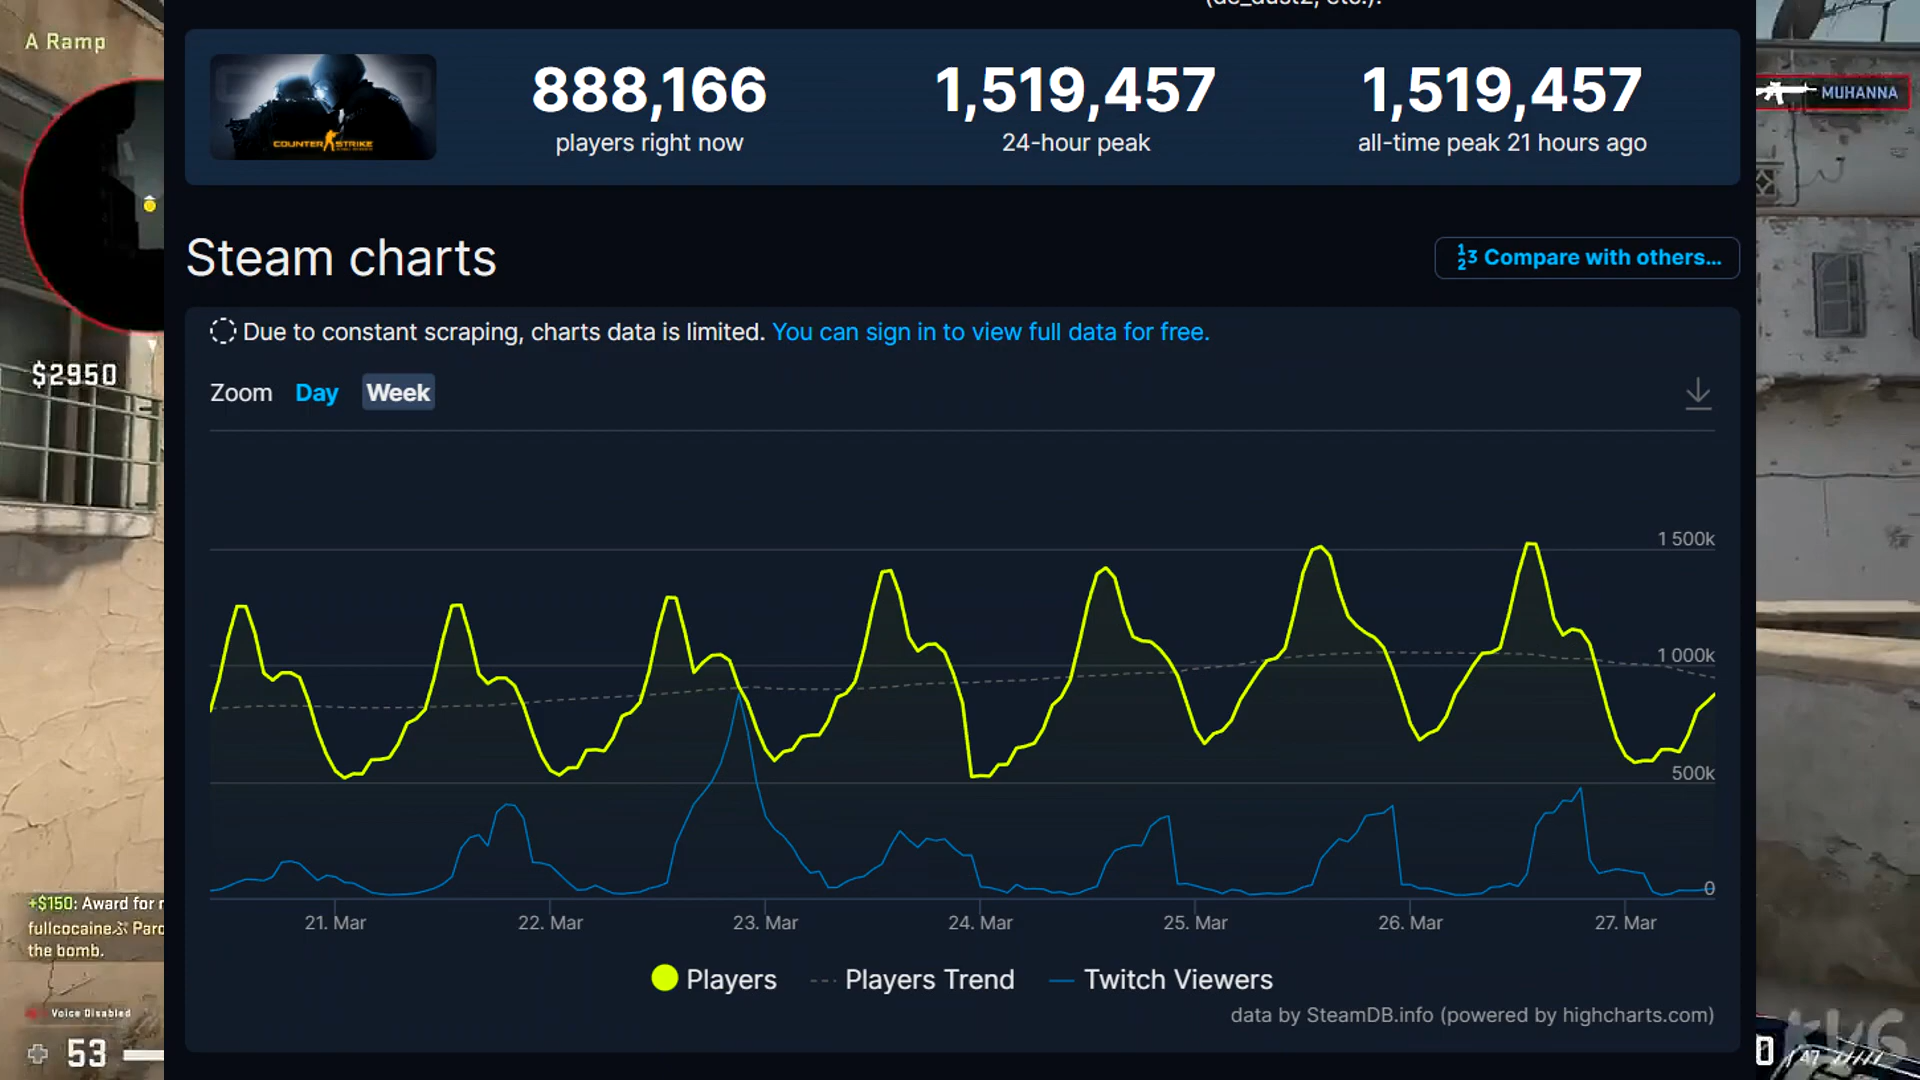 (de_dust2, etc.).
A Ramp
888,166
1,519,457
1,519,457
MUHANNA
COUNTER STRIKE
players right now
24-hour peak
all-time peak 21 hours ago
Steam charts
Compare with others...
Due to constant scraping, charts data is limited. You can sign in to view full data for free.
$2950
Zoom Day Week
1 500k
1 000k
500k
0
21. Mar 22. Mar 23. Mar 24. Mar 25. Mar 26. Mar 27. Mar
+$150: Award for
the bomb.
Players Players Trend Twitch Viewers
data by SteamDB.info (powered by highcharts.com)
Voice Disabled
53